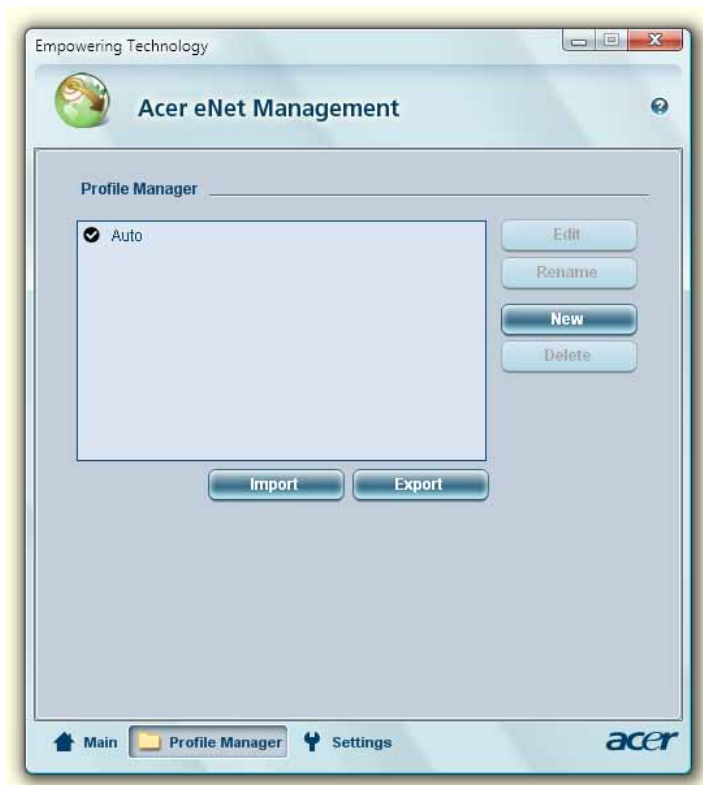 Empowering Technology
Acer eNet Management
Profile Manager
Auto
Edit
Rename
New
Delete
Import
Export
Main
Profile Manager
Settings
acer